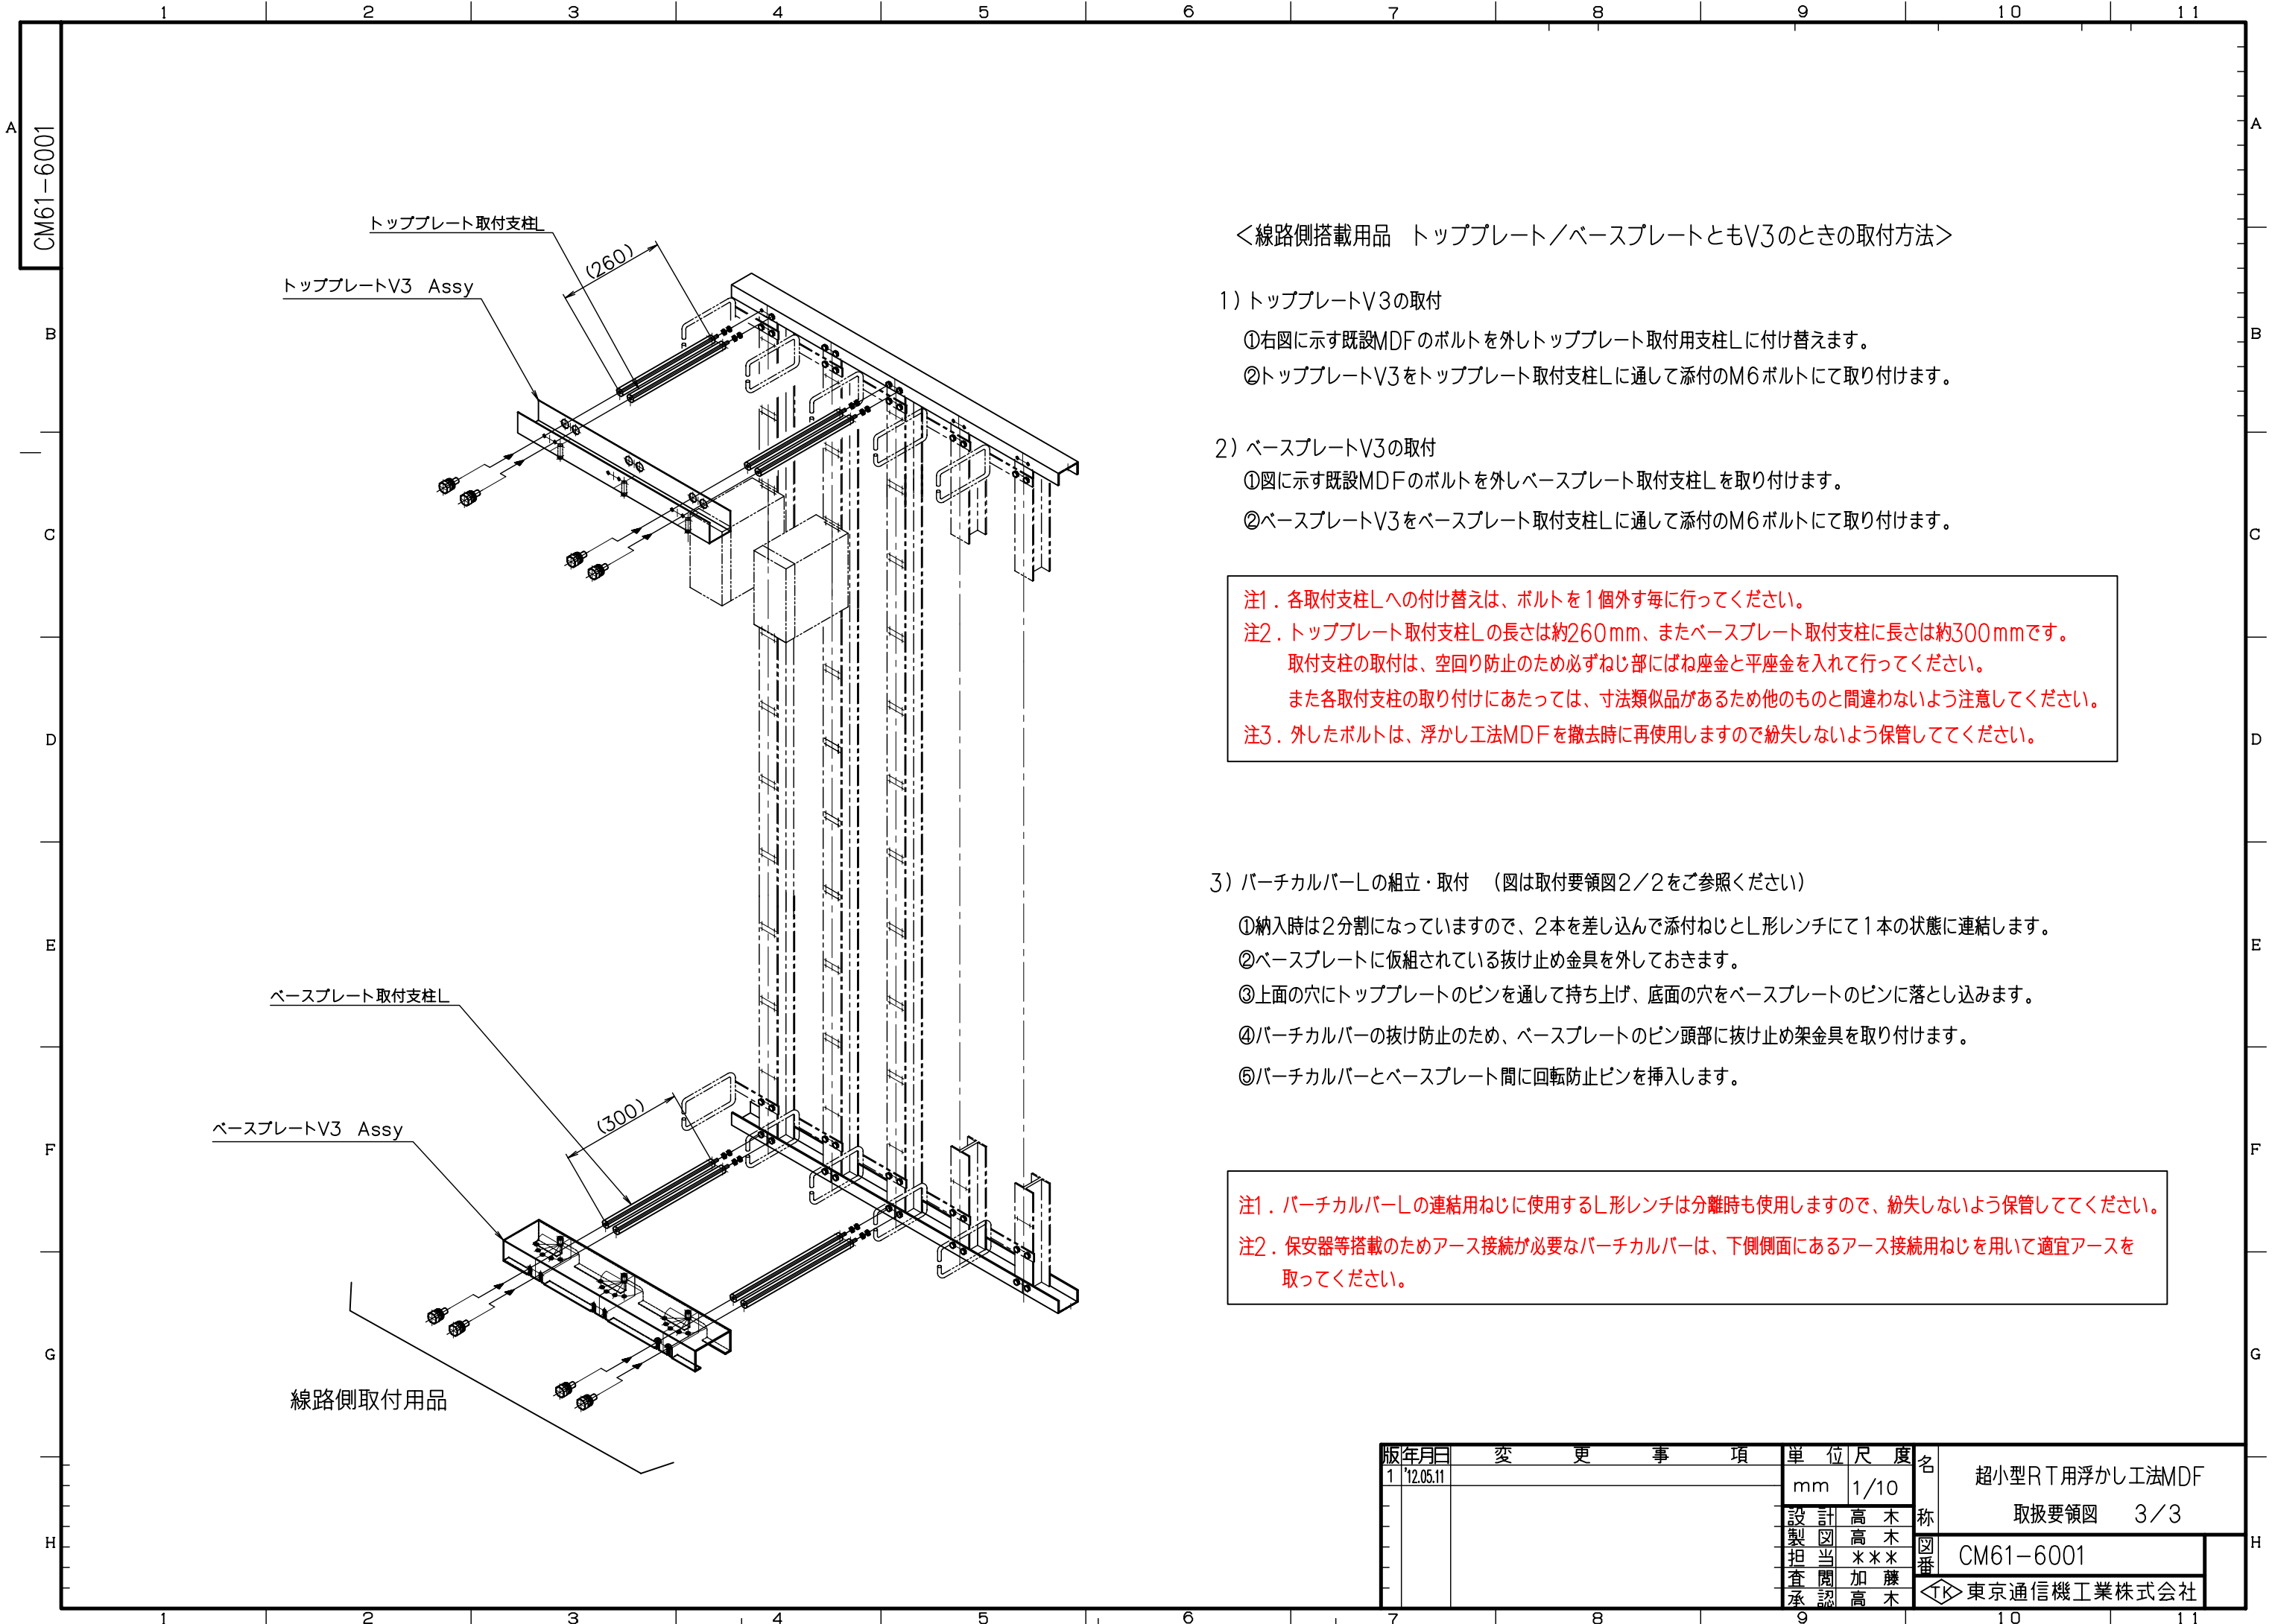 1 2 3 4 5 6 7 8 9 10 11
A B C D E F G H
CM61-6001
トッププレート取付支柱L
(260)
トッププレートV3 Assy
ベースプレート取付支柱L
(300)
ベースプレートV3 Assy
線路側取付用品
<線路側搭載用品 トッププレート/ベースプレートともV3のときの取付方法>
1) トッププレートV3の取付
①右図に示す既設MDFのボルトを外しトッププレート取付用支柱Lに付け替えます。
②トッププレートV3をトッププレート取付支柱Lに通して添付のM6ボルトにて取り付けます。
2) ベースプレートV3の取付
①図に示す既設MDFのボルトを外しベースプレート取付支柱Lを取り付けます。
②ベースプレートV3をベースプレート取付支柱Lに通して添付のM6ボルトにて取り付けます。
注1. 各取付支柱Lへの付け替えは、ボルトを1個外す毎に行ってください。
注2. トッププレート取付支柱Lの長さは約260mm、またベースプレート取付支柱に長さは約300mmです。
取付支柱の取付は、空回り防止のため必ずねじ部にばね座金と平座金を入れて行ってください。
また各取付支柱の取り付けにあたっては、寸法類似品があるため他のものと間違わないよう注意してください。
注3. 外したボルトは、浮かし工法MDFを撤去時に再使用しますので紛失しないよう保管しててください。
3) バーチカルバーLの組立・取付 (図は取付要領図2/2をご参照ください)
①納入時は2分割になっていますので、2本を差し込んで添付ねじとL形レンチにて1本の状態に連結します。
②ベースプレートに仮組されている抜け止め金具を外しておきます。
③上面の穴にトッププレートのピンを通して持ち上げ、底面の穴をベースプレートのピンに落とし込みます。
④バーチカルバーの抜け防止のため、ベースプレートのピン頭部に抜け止め架金具を取り付けます。
⑤バーチカルバーとベースプレート間に回転防止ピンを挿入します。
注1. バーチカルバーLの連結用ねじに使用するL形レンチは分離時も使用しますので、紛失しないよう保管しててください。
注2. 保安器等搭載のためアース接続が必要なバーチカルバーは、下側側面にあるアース接続用ねじを用いて適宜アースを
取ってください。
版 年月日 変更事項 単位 尺度 名称
1 '12.05.11
mm 1/10
超小型RT用浮かし工法MDF
取扱要領図 3/3
設計 高木
製図 高木
担当 ***
査閲 加藤
承認 高木
図番 CM61-6001
TK 東京通信機工業株式会社
1 2 3 4 5 6 7 8 9 10 11
A B C D E F G H